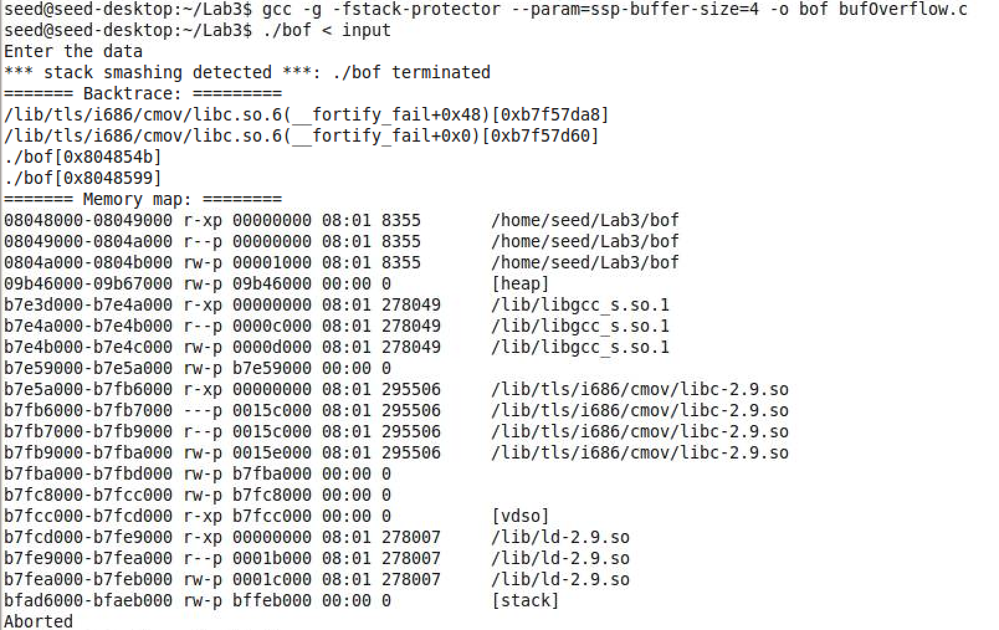 seed@seed-desktop:~/Lab3$ gcc -g -fstack-protector --param=ssp-buffer-size=4 -o bof bufOverflow.c
seed@seed-desktop:~/Lab3$ ./bof < input
Enter the data
*** stack smashing detected ***: ./bof terminated
======= Backtrace: =========
/lib/tls/i686/cmov/libc.so.6(__fortify_fail+0x48)[0xb7f57da8]
/lib/tls/i686/cmov/libc.so.6(__fortify_fail+0x0)[0xb7f57d60]
./bof[0x804854b]
./bof[0x8048599]
======= Memory map: ========
08048000-08049000 r-xp 00000000 08:01 8355       /home/seed/Lab3/bof
08049000-0804a000 r--p 00000000 08:01 8355       /home/seed/Lab3/bof
0804a000-0804b000 rw-p 00001000 08:01 8355       /home/seed/Lab3/bof
09b46000-09b67000 rw-p 09b46000 00:00 0          [heap]
b7e3d000-b7e4a000 r-xp 00000000 08:01 278049     /lib/libgcc_s.so.1
b7e4a000-b7e4b000 r--p 0000c000 08:01 278049     /lib/libgcc_s.so.1
b7e4b000-b7e4c000 rw-p 0000d000 08:01 278049     /lib/libgcc_s.so.1
b7e59000-b7e5a000 rw-p b7e59000 00:00 0
b7e5a000-b7fb6000 r-xp 00000000 08:01 295506     /lib/tls/i686/cmov/libc-2.9.so
b7fb6000-b7fb7000 ---p 0015c000 08:01 295506     /lib/tls/i686/cmov/libc-2.9.so
b7fb7000-b7fb9000 r--p 0015c000 08:01 295506     /lib/tls/i686/cmov/libc-2.9.so
b7fb9000-b7fba000 rw-p 0015e000 08:01 295506     /lib/tls/i686/cmov/libc-2.9.so
b7fba000-b7fbd000 rw-p b7fba000 00:00 0
b7fc8000-b7fcc000 rw-p b7fc8000 00:00 0
b7fcc000-b7fcd000 r-xp b7fcc000 00:00 0          [vdso]
b7fcd000-b7fe9000 r-xp 00000000 08:01 278007     /lib/ld-2.9.so
b7fe9000-b7fea000 r--p 0001b000 08:01 278007     /lib/ld-2.9.so
b7fea000-b7feb000 rw-p 0001c000 08:01 278007     /lib/ld-2.9.so
bfad6000-bfaeb000 rw-p bffeb000 00:00 0          [stack]
Aborted